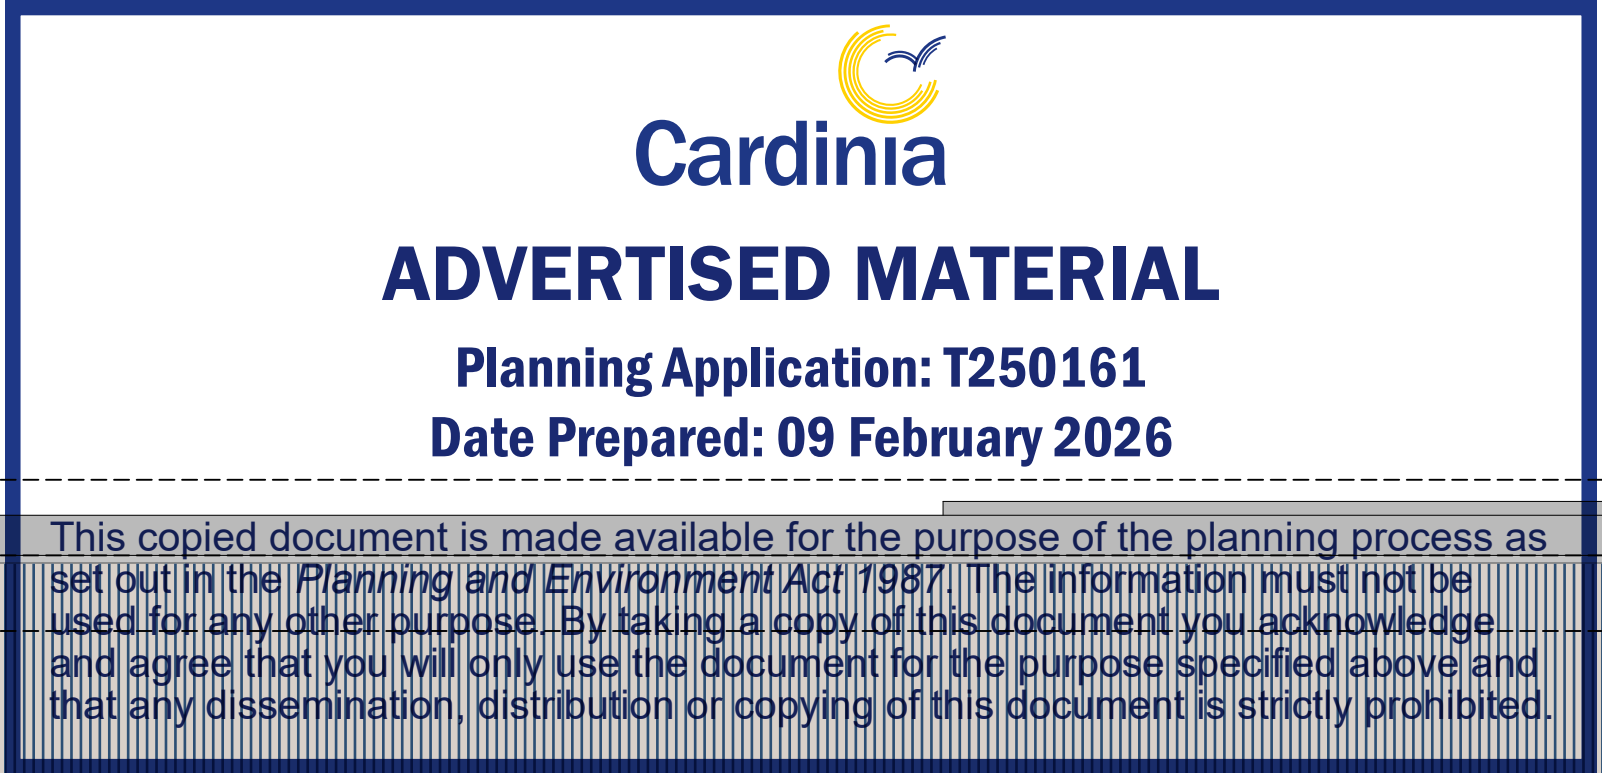 Cardinia
ADVERTISED MATERIAL
Planning Application: T250161
Date Prepared: 09 February 2026
This copied document is made available for the purpose of the planning process as
set out in the Planning and Environment Act 1987. The information must not be
used for any other purpose. By taking a copy of this document you acknowledge
and agree that you will only use the document for the purpose specified above and
that any dissemination, distribution or copying of this document is strictly prohibited.